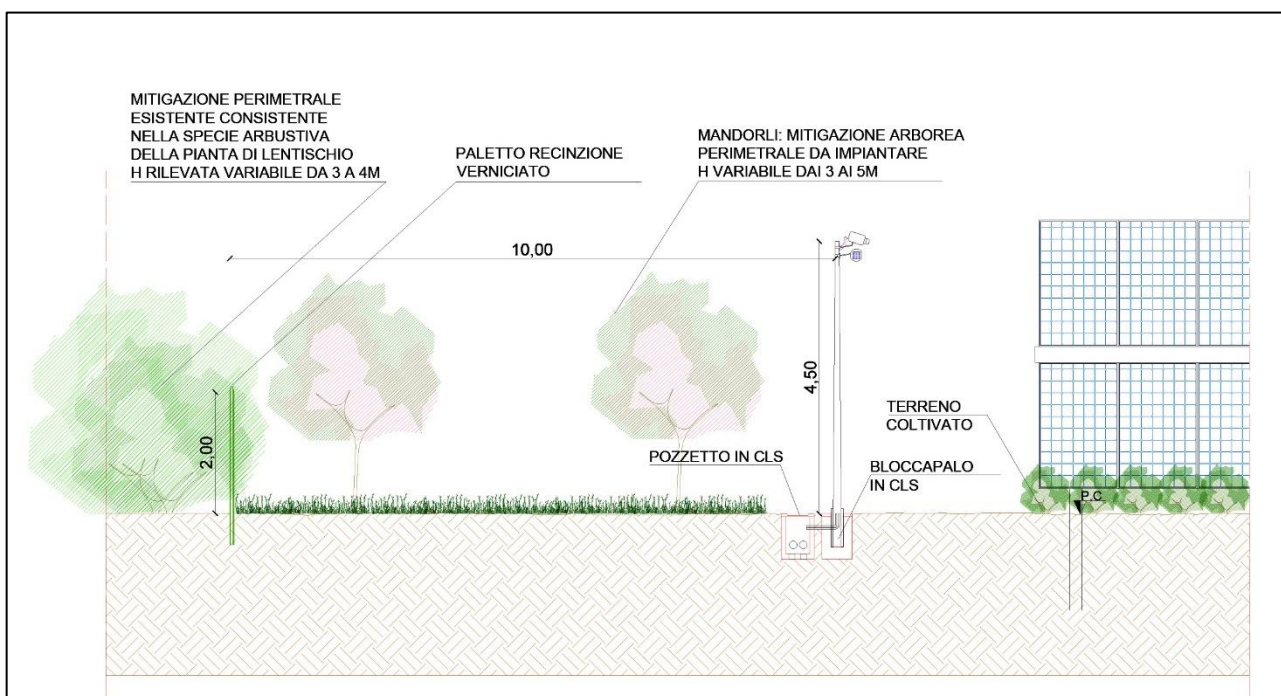 MITIGAZIONE PERIMETRALE
ESISTENTE CONSISTENTE
NELLA SPECIE ARBUSTIVA
DELLA PIANTA DI LENTISCHIO
H RILEVATA VARIABILE DA 3 A 4M
PALETTO RECINZIONE
VERNICIATO
MANDORLI: MITIGAZIONE ARBOREA
PERIMETRALE DA IMPIANTARE
H VARIABILE DAI 3 AI 5M
10,00
4,50
2,00
TERRENO
COLTIVATO
POZZETTO IN CLS
BLOCCAPALO
IN CLS
P.C.